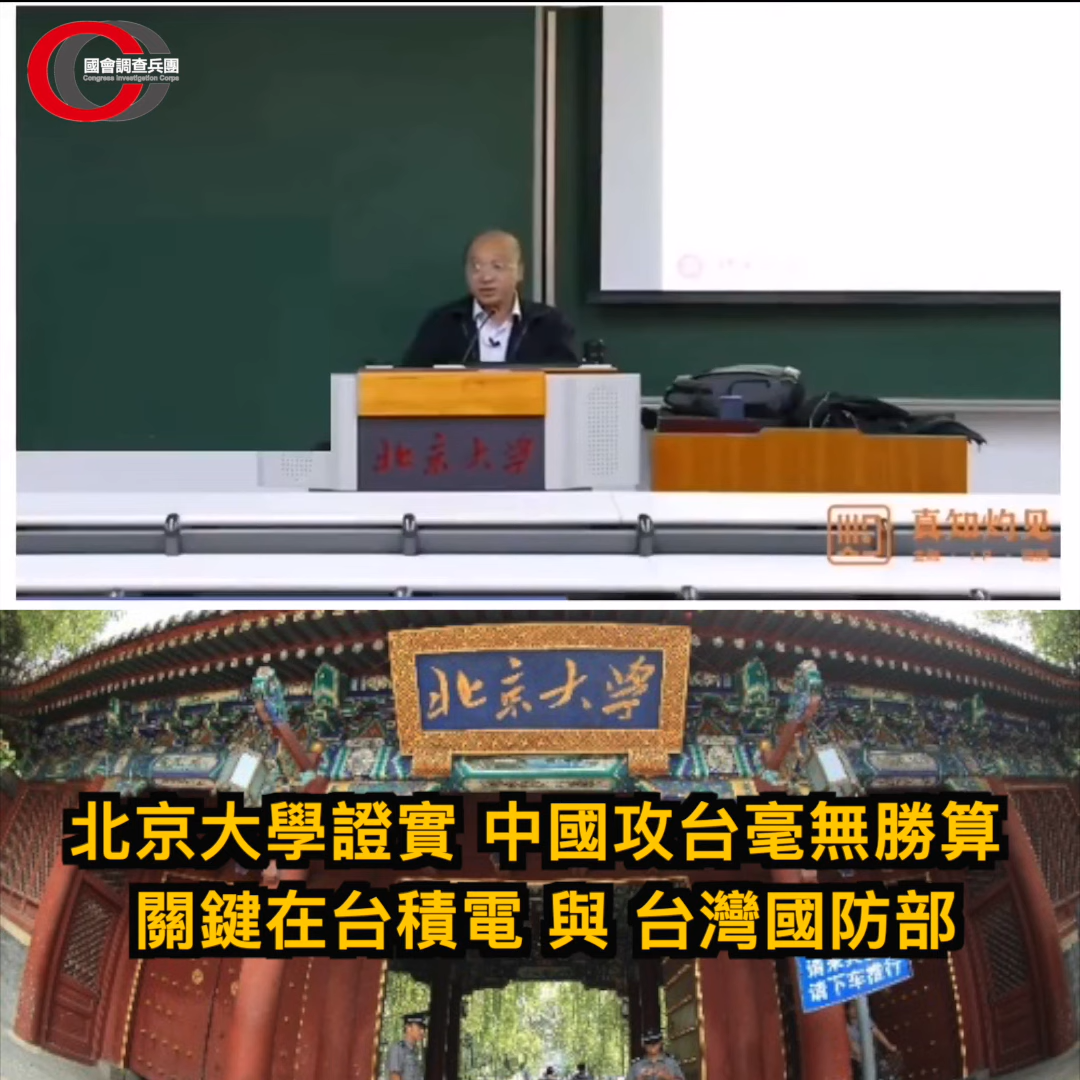 國會調查兵團
Congress Investigation Corps
北京大学
真知灼见
北京大学
北京大學證實 中國攻台毫無勝算
關鍵在台積電 與 台灣國防部
请下车推行